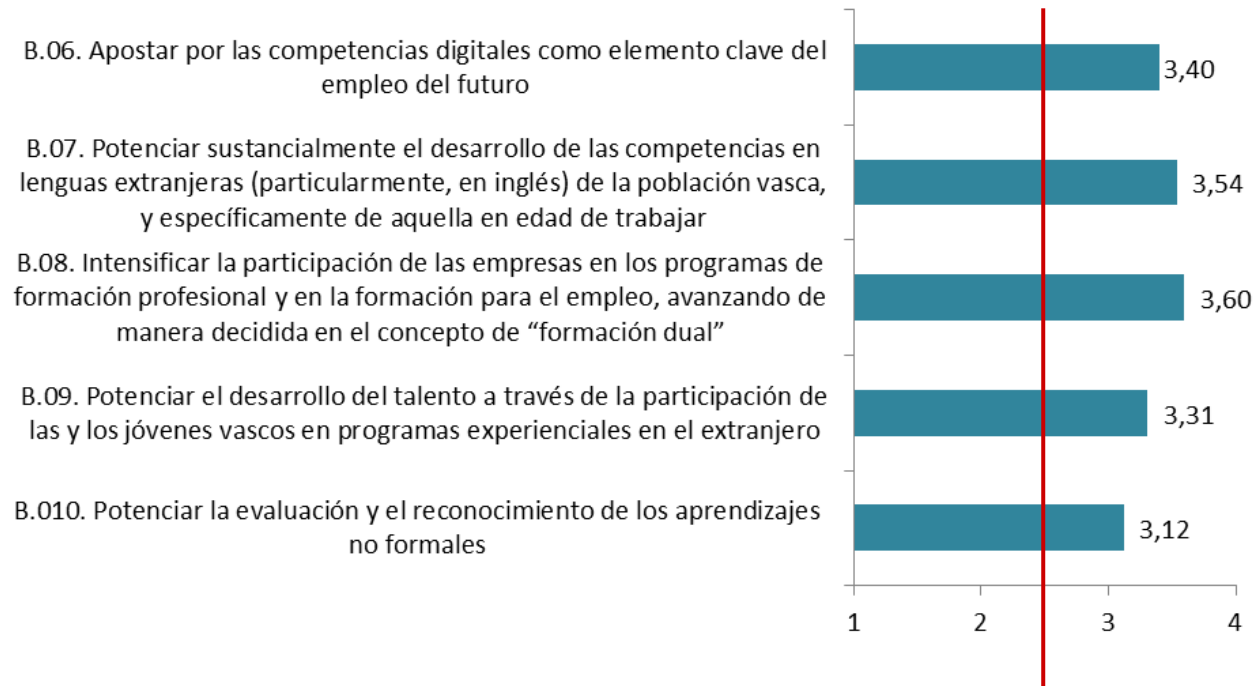 B.06. Apostar por las competencias digitales como elemento clave del
empleo del futuro
3,40
B.07. Potenciar sustancialmente el desarrollo de las competencias en
lenguas extranjeras (particularmente, en inglés) de la población vasca,
y específicamente de aquella en edad de trabajar
3,54
B.08. Intensificar la participación de las empresas en los programas de
formación profesional y en la formación para el empleo, avanzando de
manera decidida en el concepto de “formación dual”
3,60
B.09. Potenciar el desarrollo del talento a través de la participación de
las y los jóvenes vascos en programas experienciales en el extranjero
3,31
B.010. Potenciar la evaluación y el reconocimiento de los aprendizajes
no formales
3,12
1 2 3 4